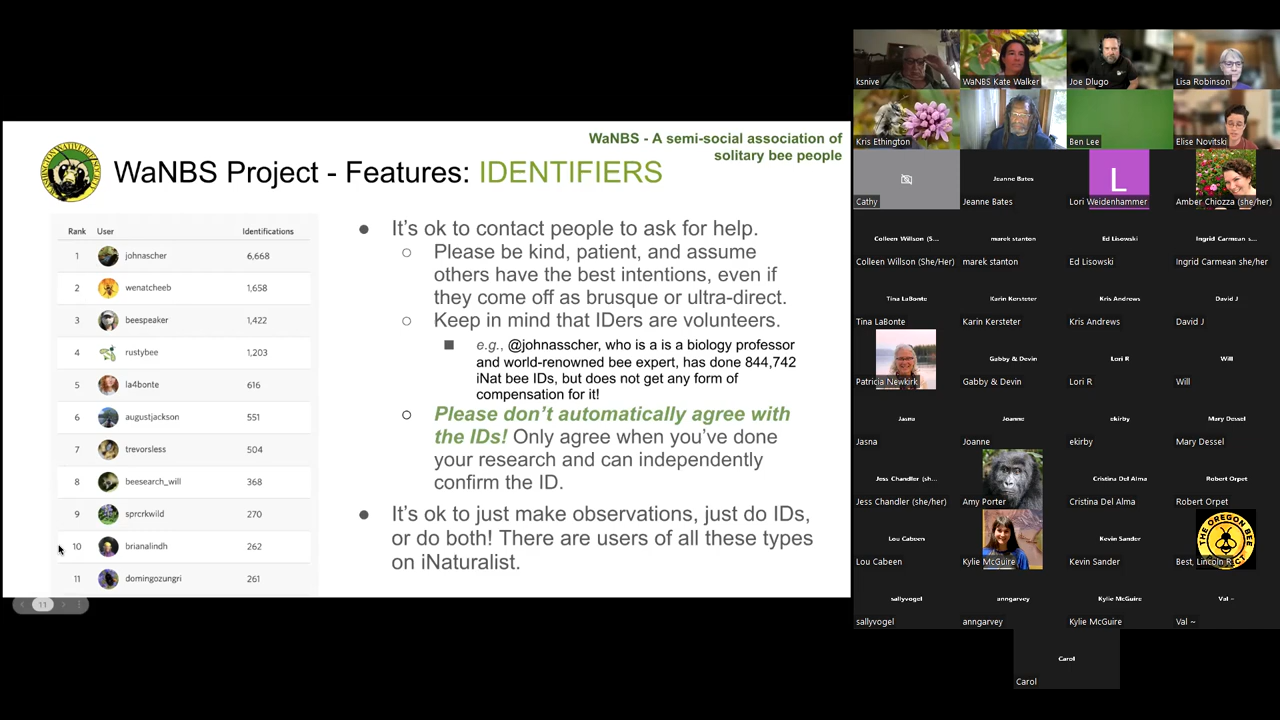 WaNBS - A semi-social association of
solitary bee people
WaNBS Project - Features: IDENTIFIERS
Rank User Identifications
1 johnascher 6,668
2 wenatcheeb 1,658
3 beespeaker 1,422
4 rustybee 1,203
5 la4bonte 616
6 augustjackson 551
7 trevorsless 504
8 beesearch_will 368
9 sprcrkwild 270
10 brianalindh 262
11 domingozungri 261
● It’s ok to contact people to ask for help.
○ Please be kind, patient, and assume
others have the best intentions, even if
they come off as brusque or ultra-direct.
○ Keep in mind that IDers are volunteers.
■ e.g., @johnasscher, who is a is a biology professor
and world-renowned bee expert, has done 844,742
iNat bee IDs, but does not get any form of
compensation for it!
○ Please don’t automatically agree with
the IDs! Only agree when you’ve done
your research and can independently
confirm the ID.
● It’s ok to just make observations, just do IDs,
or do both! There are users of all these types
on iNaturalist.
11
ksnive
WaNBS Kate Walker
Joe Dlugo
Lisa Robinson
Kris Ethington
Ben Lee
Elise Novitski
Cathy
Jeanne Bates
Jeanne Bates
L
Lori Weidenhammer
Amber Chiozza (she/her)
Colleen Willson (S...
marek stanton
Ed Lisowski
Ingrid Carmean s...
Colleen Willson (She/Her)
marek stanton
Ed Lisowski
Ingrid Carmean she/her
Tina LaBonte
Karin Kersteter
Kris Andrews
David J
Tina LaBonte
Karin Kersteter
Kris Andrews
David J
Gabby & Devin
Lori R
Will
Patricia Newkirk
Gabby & Devin
Lori R
Will
Jasna
Joanne
ekirby
Mary Dessel
Jasna
Joanne
ekirby
Mary Dessel
Jess Chandler (sh...
Cristina Del Alma
Robert Orpet
Jess Chandler (she/her)
Amy Porter
Cristina Del Alma
Robert Orpet
Lou Cabeen
Kevin Sander
THE OREGON BEE
Lou Cabeen
Kylie McGuire
Kevin Sander
Best, Lincoln R
sallyvogel
anngarvey
Kylie McGuire
Val ~
sallyvogel
anngarvey
Kylie McGuire
Val ~
Carol
Carol